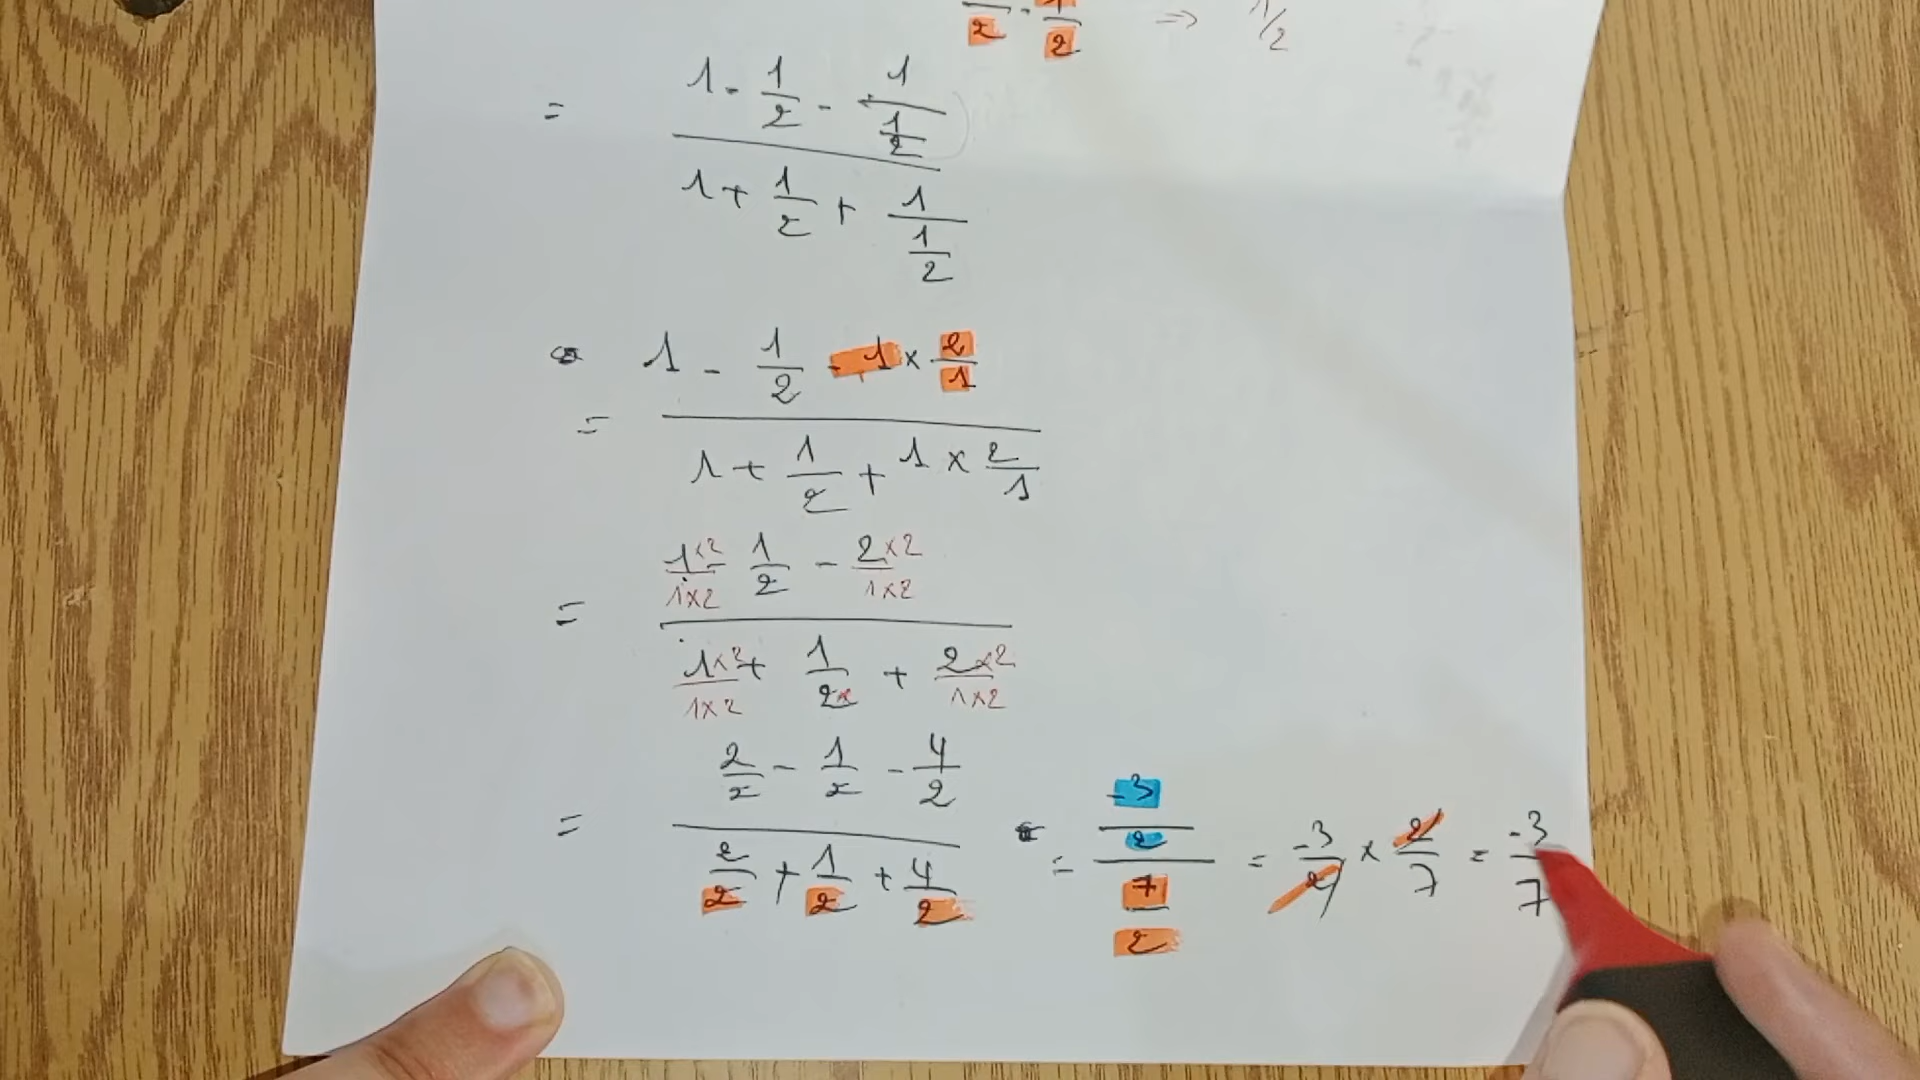 2 2 => 1/2
1 - 1/2 - 1/(1/2)
=
1 + 1/2 + 1/(1/2)
1 - 1/2 - 1 × 2/1
=
1 + 1/2 + 1 × 2/1
1×2/1×2 - 1/2 - 2×2/1×2
=
1×2/1×2 + 1/2 + 2×2/1×2
2/2 - 1/2 - 4/2
= = -3/2 / 7/2 = -3/2 × 2/7 = -3/7
2/2 + 1/2 + 4/2